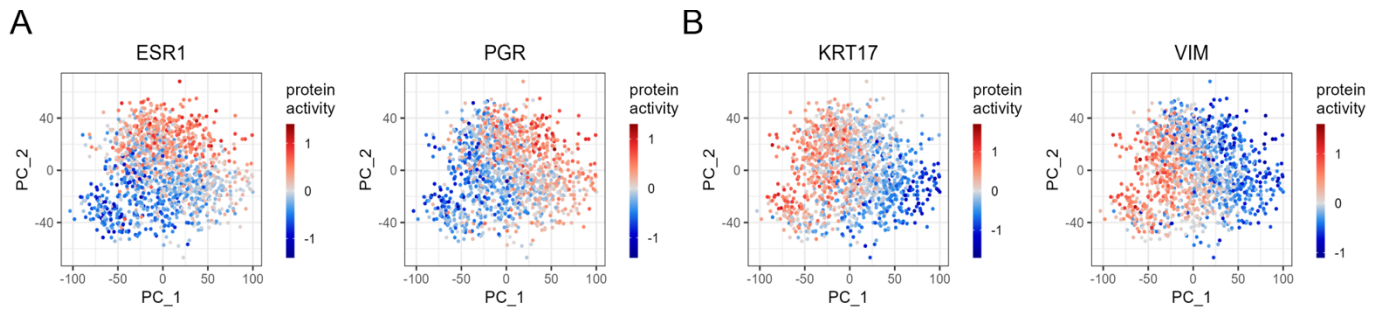 A
B
ESR1
PGR
KRT17
VIM
protein
activity
1
0
-1
40
0
-40
PC_2
-100
-50
0
50
100
PC_1
protein
activity
1
0
-1
40
0
-40
PC_2
-100
-50
0
50
100
PC_1
protein
activity
1
0
-1
40
0
-40
PC_2
-100
-50
0
50
100
PC_1
protein
activity
1
0
-1
40
0
-40
PC_2
-100
-50
0
50
100
PC_1